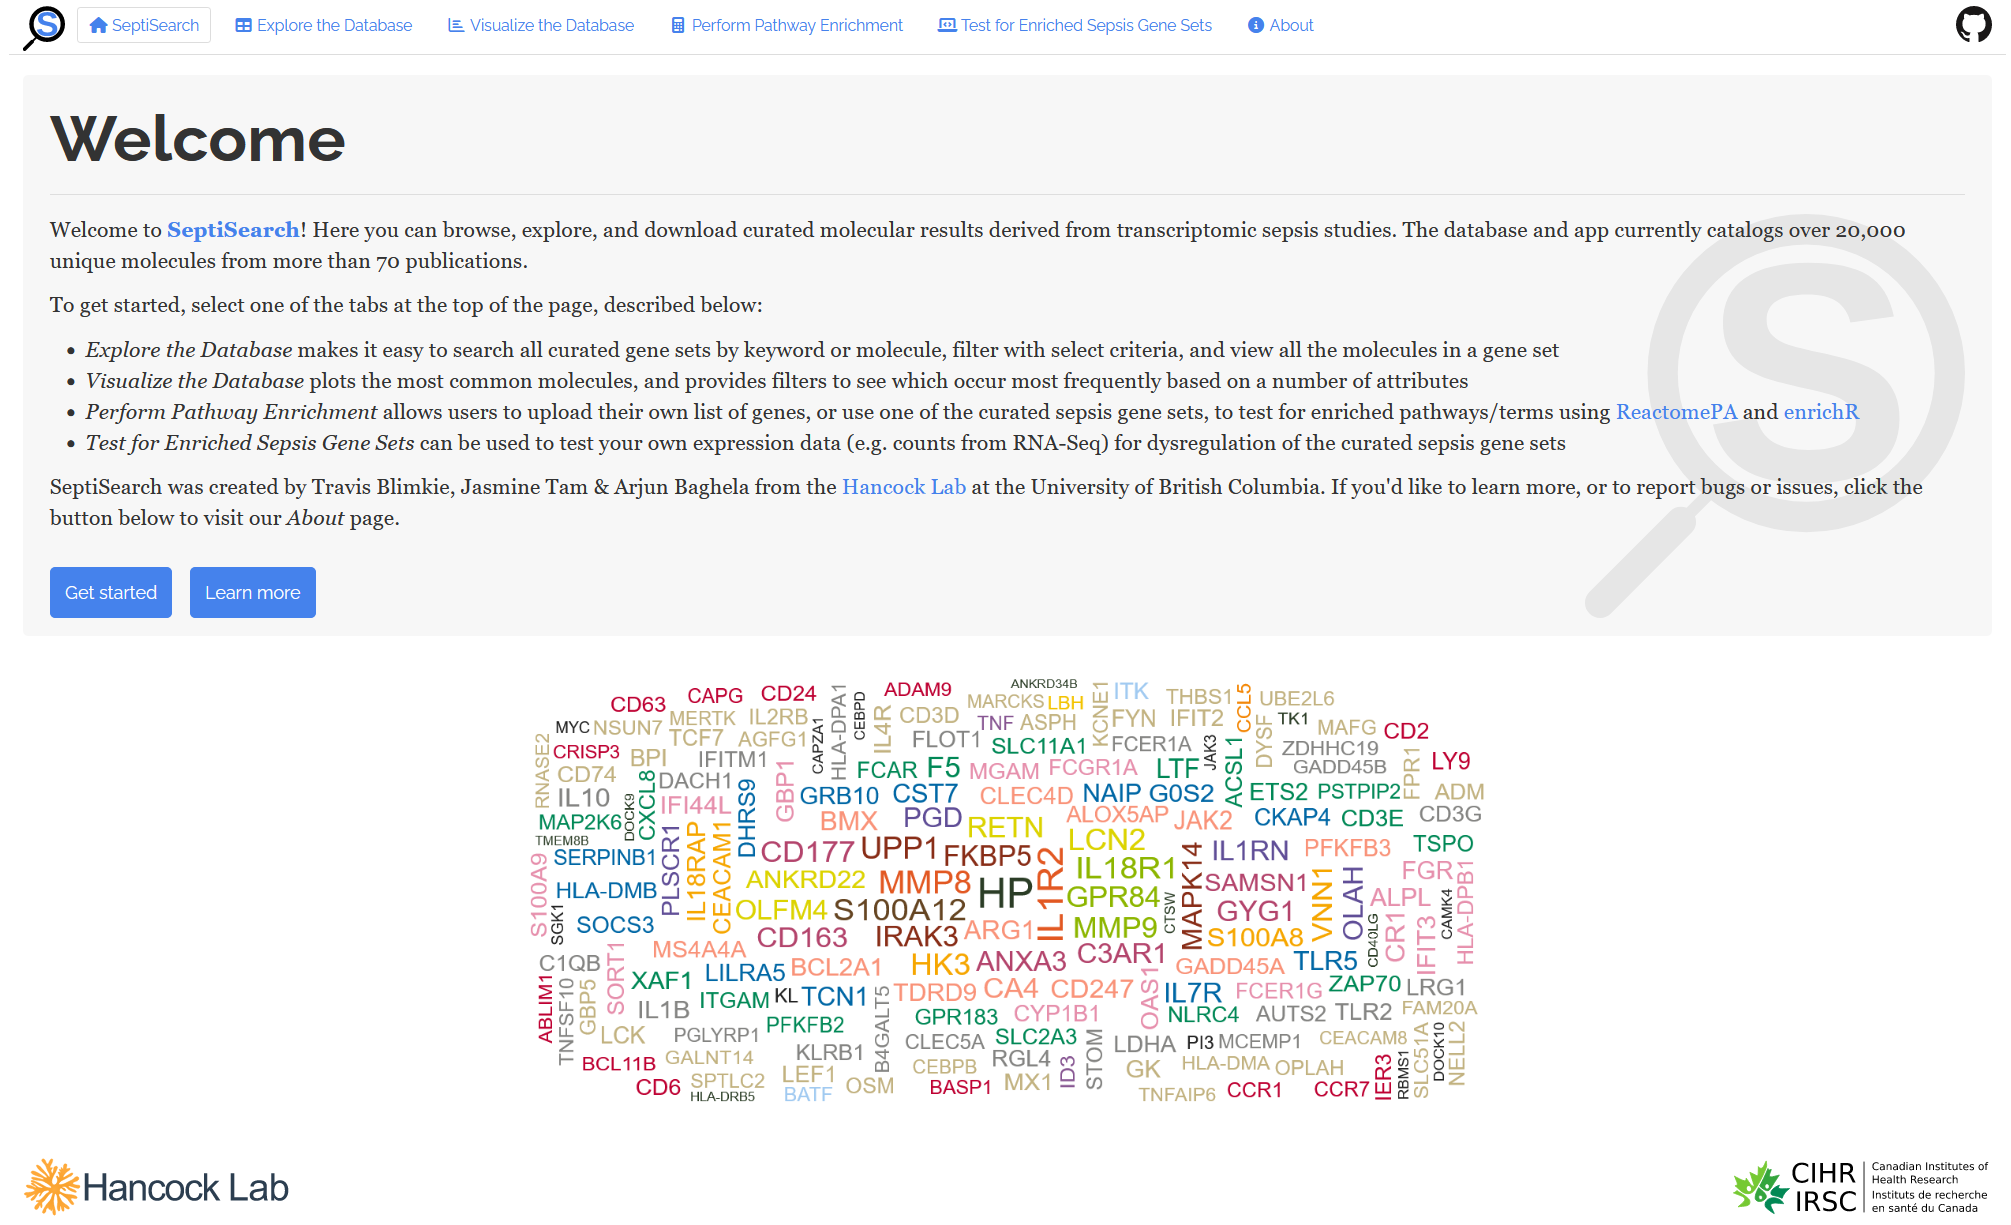 S SeptiSearch Explore the Database Visualize the Database Perform Pathway Enrichment Test for Enriched Sepsis Gene Sets About
Welcome
Welcome to SeptiSearch! Here you can browse, explore, and download curated molecular results derived from transcriptomic sepsis studies. The database and app currently catalogs over 20,000
unique molecules from more than 70 publications.
To get started, select one of the tabs at the top of the page, described below:
• Explore the Database makes it easy to search all curated gene sets by keyword or molecule, filter with select criteria, and view all the molecules in a gene set
• Visualize the Database plots the most common molecules, and provides filters to see which occur most frequently based on a number of attributes
• Perform Pathway Enrichment allows users to upload their own list of genes, or use one of the curated sepsis gene sets, to test for enriched pathways/terms using ReactomePA and enrichR
• Test for Enriched Sepsis Gene Sets can be used to test your own expression data (e.g. counts from RNA-Seq) for dysregulation of the curated sepsis gene sets
SeptiSearch was created by Travis Blimkie, Jasmine Tam & Arjun Baghela from the Hancock Lab at the University of British Columbia. If you'd like to learn more, or to report bugs or issues, click the
button below to visit our About page.
S
Get started Learn more
CD63 CAPG CD24 HLA-DPA1 CEBPD ADAM9 ANKRD34B MARCKS LBH KCNE1 ITK THBS1 CCL5 UBE2L6
MYC NSUN7 MERTK IL2RB CAPZA1 IL4R CD3D TNF ASPH FYN IFIT2 DYSF TK1 MAFG CD2
RNASE2 CRISP3 BPI TCF7 AGFG1 IFITM1 FLOT1 SLC11A1 FCER1A JAK3 ACSL1 ZDHHC19 GADD45B FPR1 LY9
CD74 CXCL8 DACH1 GBP1 FCAR F5 MGAM FCGR1A LTF
IL10 DOCK9 IFI44L DHRS9 GRB10 CST7 CLEC4D NAIP G0S2 ETS2 PSTPIP2 ADM
MAP2K6 PLSCR1 IL18RAP CEACAM1 BMX PGD RETN ALOX5AP JAK2 CKAP4 CD3E CD3G
TMEM8B SERPINB1 CD177 UPP1 FKBP5 IL1R2 LCN2 MAPK14 IL1RN PFKFB3 TSPO
S100A9 HLA-DMB ANKRD22 MMP8 HP IL18R1 SAMSN1 VNN1 OLAH FGR HLA-DPB1
SGK1 SOCS3 OLFM4 S100A12 GPR84 CTSW GYG1 ALPL CAMK4
CD163 IRAK3 ARG1 MMP9 S100A8 CD40LG CR1 IFIT3
C1QB SORT1 MS4A4A BCL2A1 HK3 ANXA3 C3AR1 GADD45A TLR5
ABLIM1 TNFSF10 GBP5 XAF1 LILRA5 TDRD9 CA4 CD247 OAS1 IL7R FCER1G ZAP70 LRG1
IL1B ITGAM KL TCN1 B4GALT5 GPR183 CYP1B1 NLRC4 AUTS2 TLR2 FAM20A
LCK PGLYRP1 PFKFB2 CLEC5A SLC2A3 STOM LDHA PI3 MCEMP1 CEACAM8 SLC51A DOCK10 NELL2
BCL11B GALNT14 KLRB1 CEBPB RGL4 ID3 GK HLA-DMA OPLAH IER3 RBMS1
CD6 SPTLC2 LEF1 OSM BASP1 MX1 TNFAIP6 CCR1 CCR7
HLA-DRB5 BATF
Hancock Lab
CIHR
IRSC
Canadian Institutes of
Health Research
Instituts de recherche
en santé du Canada